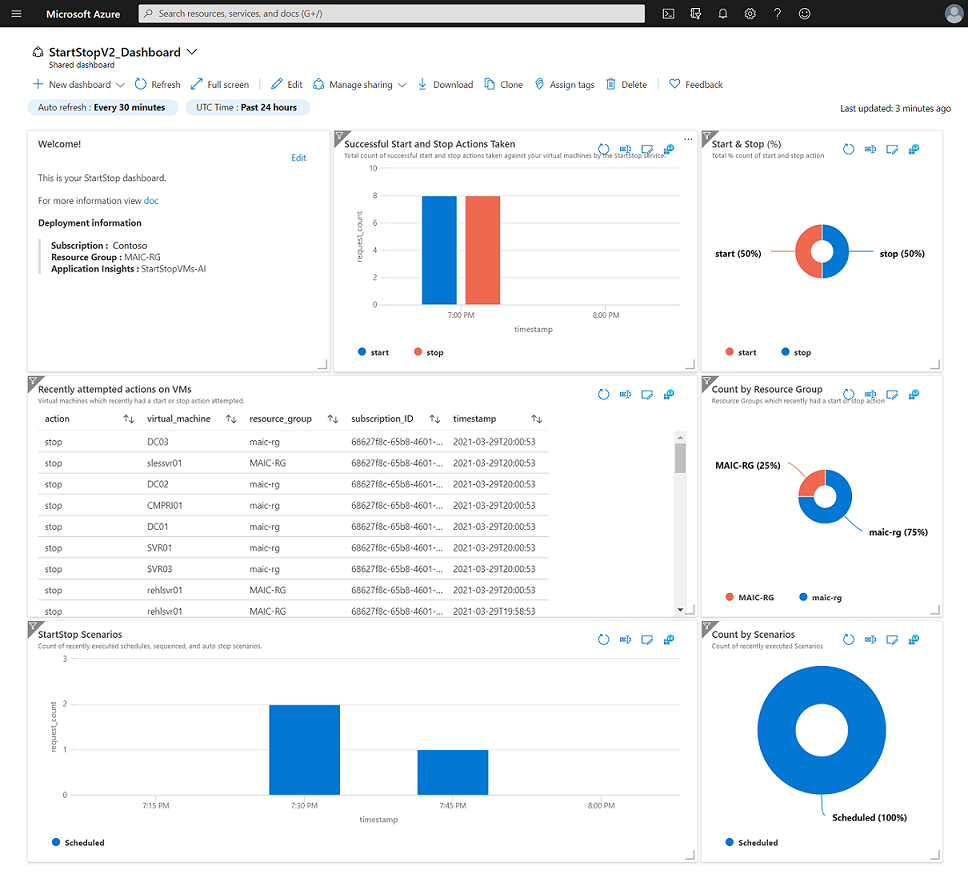 Microsoft Azure
Search resources, services, and docs (G+/)
StartStopV2_Dashboard
Shared dashboard
New dashboard Refresh Full screen Edit Manage sharing Download Clone Assign tags Delete Feedback
Auto refresh : Every 30 minutes UTC Time : Past 24 hours
Last updated: 3 minutes ago
Welcome!
Edit
This is your StartStop dashboard.
For more information view doc
Deployment information
Subscription : Contoso
Resource Group : MAIC-RG
Application Insights : StartStopVMs-AI
Successful Start and Stop Actions Taken
Total count of successful start and stop actions taken against your virtual machines by the StartStop service.
10
8
6
4
2
0
request_count
7:00 PM 8:00 PM
timestamp
start stop
Start & Stop (%)
Total % count of start and stop action
start (50%) stop (50%)
start stop
Recently attempted actions on VMs
Virtual machines which recently had a start or stop action attempted.
action virtual_machine resource_group subscription_ID timestamp
stop DC03 maic-rg 68627f8c-65b8-4601-... 2021-03-29T20:00:53
stop slessvr01 MAIC-RG 68627f8c-65b8-4601-... 2021-03-29T20:00:53
stop DC02 maic-rg 68627f8c-65b8-4601-... 2021-03-29T20:00:53
stop CMPRI01 maic-rg 68627f8c-65b8-4601-... 2021-03-29T20:00:53
stop DC01 maic-rg 68627f8c-65b8-4601-... 2021-03-29T20:00:53
stop SVR01 maic-rg 68627f8c-65b8-4601-... 2021-03-29T20:00:53
stop SVR03 maic-rg 68627f8c-65b8-4601-... 2021-03-29T20:00:53
stop rehlsvr01 MAIC-RG 68627f8c-65b8-4601-... 2021-03-29T20:00:53
stop rehlsvr01 MAIC-RG 68627f8c-65b8-4601-... 2021-03-29T19:58:53
Count by Resource Group
Resource Groups which recently had a start or stop action
MAIC-RG (25%)
maic-rg (75%)
MAIC-RG maic-rg
StartStop Scenarios
Count of recently executed schedules, sequenced, and auto stop scenarios.
3
2
1
0
request_count
7:15 PM 7:30 PM 7:45 PM 8:00 PM
timestamp
Scheduled
Count by Scenarios
Count of recently executed Scenarios
Scheduled (100%)
Scheduled